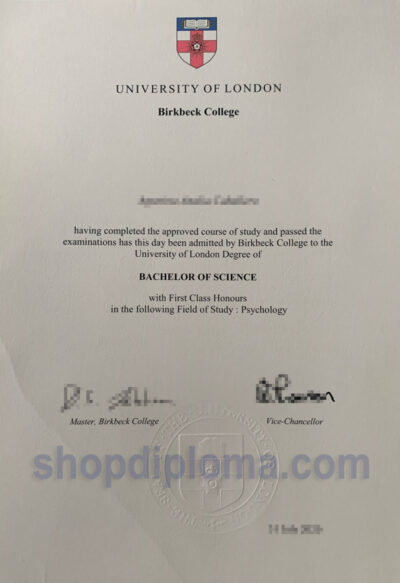 UNIVERSITY OF LONDON
Birkbeck College
having completed the approved course of study and passed the
examinations has this day been admitted by Birkbeck College to the
University of London Degree of
BACHELOR OF SCIENCE
with First Class Honours
in the following Field of Study : Psychology
Master, Birkbeck College
Vice-Chancellor
shopdiploma.com